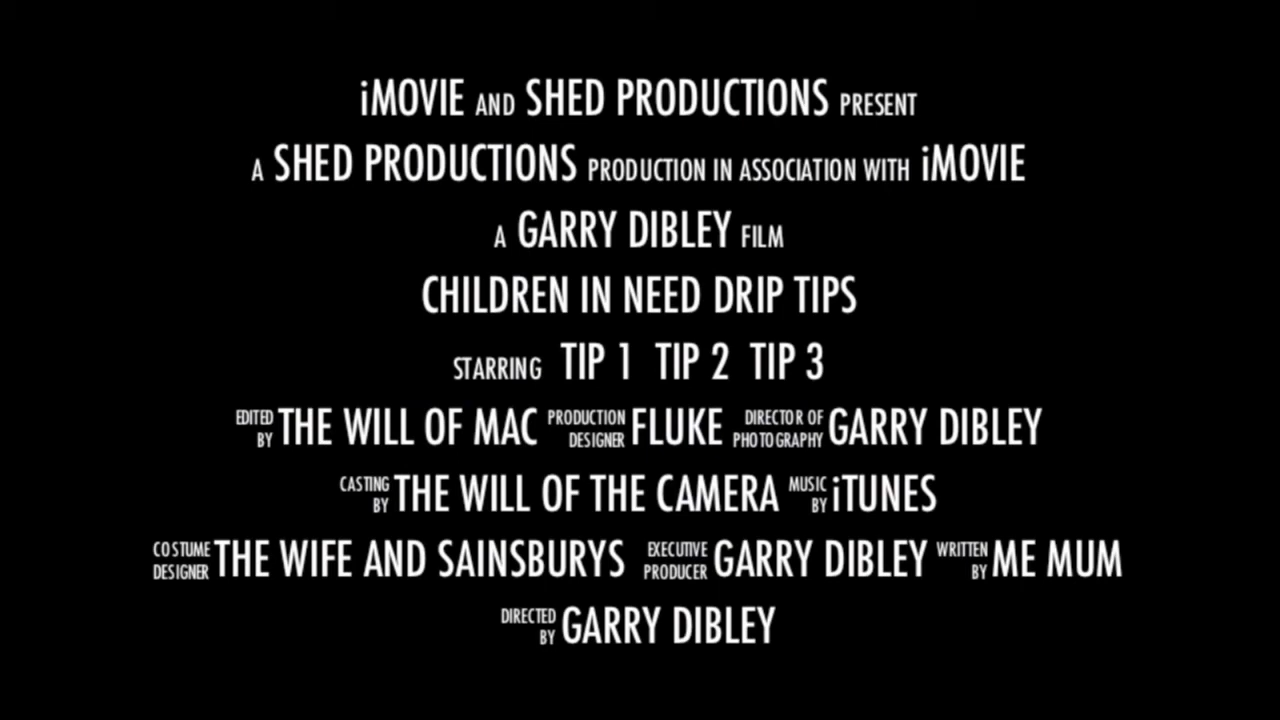 iMOVIE AND SHED PRODUCTIONS PRESENT
A SHED PRODUCTIONS PRODUCTION IN ASSOCIATION WITH iMOVIE
A GARRY DIBLEY FILM
CHILDREN IN NEED DRIP TIPS
STARRING TIP 1 TIP 2 TIP 3
EDITED BY THE WILL OF MAC PRODUCTION DESIGNER FLUKE DIRECTOR OF PHOTOGRAPHY GARRY DIBLEY
CASTING BY THE WILL OF THE CAMERA MUSIC BY iTUNES
COSTUME DESIGNER THE WIFE AND SAINSBURYS EXECUTIVE PRODUCER GARRY DIBLEY WRITTEN BY ME MUM
DIRECTED BY GARRY DIBLEY